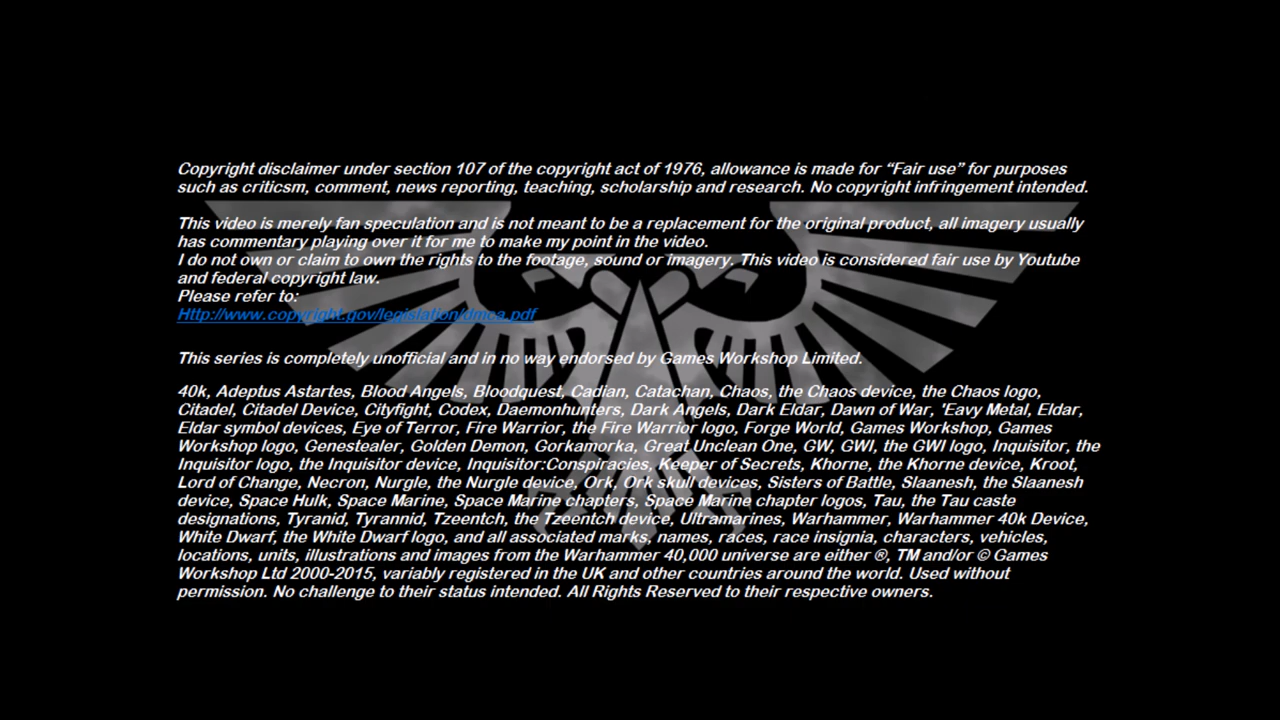 Copyright disclaimer under section 107 of the copyright act of 1976, allowance is made for “Fair use” for purposes
such as criticsm, comment, news reporting, teaching, scholarship and research. No copyright infringement intended.
This video is merely fan speculation and is not meant to be a replacement for the original product, all imagery usually
has commentary playing over it for me to make my point in the video.
I do not own or claim to own the rights to the footage, sound or imagery. This video is considered fair use by Youtube
and federal copyright law.
Please refer to:
Http://www.copyright.gov/legislation/dmca.pdf
This series is completely unofficial and in no way endorsed by Games Workshop Limited.
40k, Adeptus Astartes, Blood Angels, Bloodquest, Cadian, Catachan, Chaos, the Chaos device, the Chaos logo,
Citadel, Citadel Device, Cityfight, Codex, Daemonhunters, Dark Angels, Dark Eldar, Dawn of War, 'Eavy Metal, Eldar,
Eldar symbol devices, Eye of Terror, Fire Warrior, the Fire Warrior logo, Forge World, Games Workshop, Games
Workshop logo, Genestealer, Golden Demon, Gorkamorka, Great Unclean One, GW, GWI, the GWI logo, Inquisitor, the
Inquisitor logo, the Inquisitor device, Inquisitor:Conspiracies, Keeper of Secrets, Khorne, the Khorne device, Kroot,
Lord of Change, Necron, Nurgle, the Nurgle device, Ork, Ork skull devices, Sisters of Battle, Slaanesh, the Slaanesh
device, Space Hulk, Space Marine, Space Marine chapters, Space Marine chapter logos, Tau, the Tau caste
designations, Tyranid, Tyrannid, Tzeentch, the Tzeentch device, Ultramarines, Warhammer, Warhammer 40k Device,
White Dwarf, the White Dwarf logo, and all associated marks, names, races, race insignia, characters, vehicles,
locations, units, illustrations and images from the Warhammer 40,000 universe are either ®, TM and/or © Games
Workshop Ltd 2000-2015, variably registered in the UK and other countries around the world. Used without
permission. No challenge to their status intended. All Rights Reserved to their respective owners.